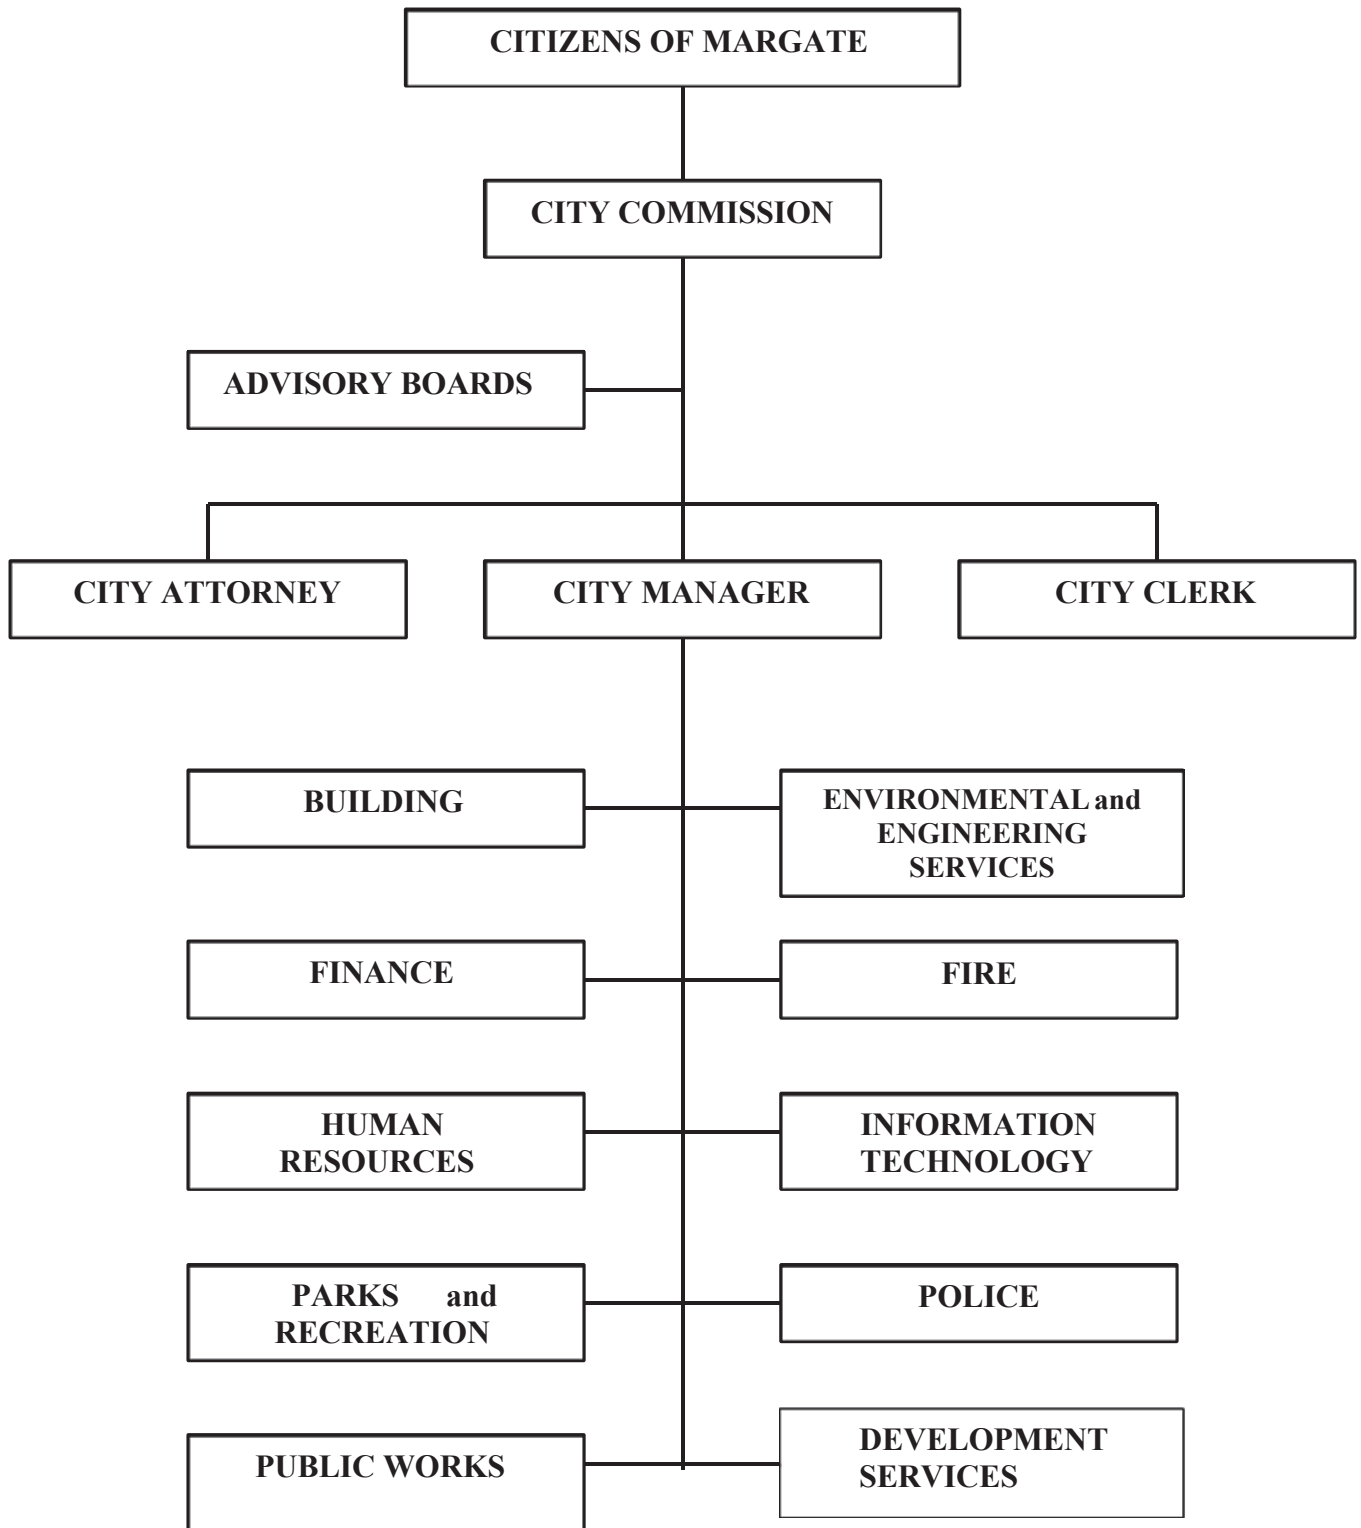 CITIZENS OF MARGATE
CITY COMMISSION
ADVISORY BOARDS
CITY ATTORNEY
CITY MANAGER
CITY CLERK
BUILDING
ENVIRONMENTAL and
ENGINEERING
SERVICES
FINANCE
FIRE
HUMAN
RESOURCES
INFORMATION
TECHNOLOGY
PARKS and
RECREATION
POLICE
PUBLIC WORKS
DEVELOPMENT
SERVICES